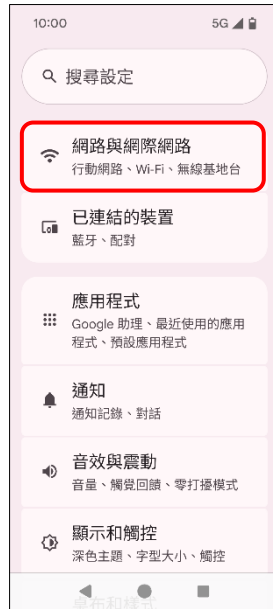 10:00 5G
搜尋設定
網路與網際網路
行動網路、Wi-Fi、無線基地台
已連結的裝置
藍牙、配對
應用程式
Google 助理、最近使用的應用
程式、預設應用程式
通知
通知記錄、對話
音效與震動
音量、觸覺回饋、零打擾模式
顯示和觸控
深色主題、字型大小、觸控
桌布和樣式